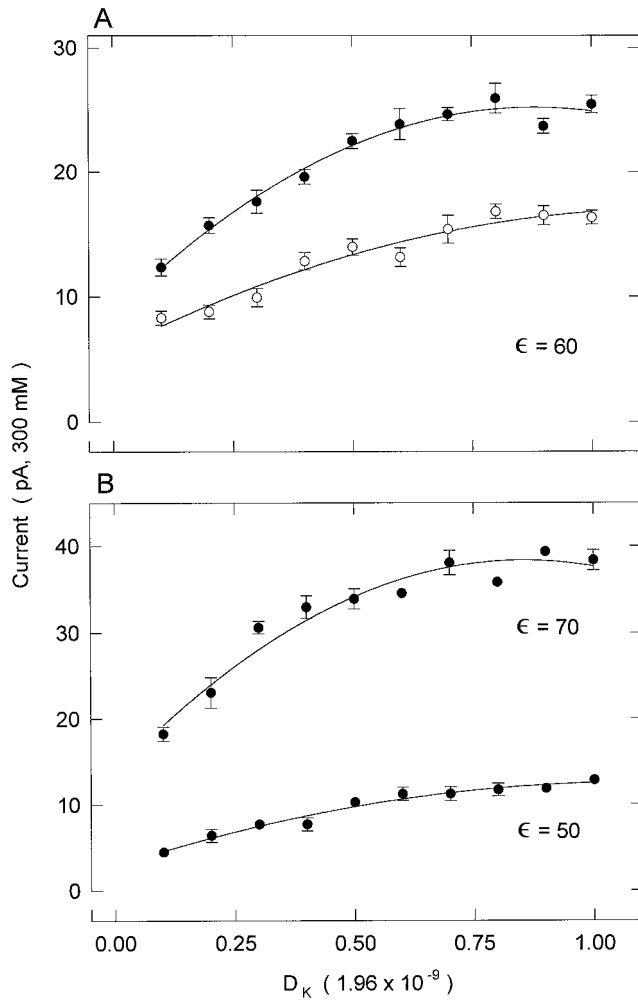 A
30
20
10
0
ϵ = 60
Current ( pA, 300 mM )
B
40
30
20
10
0
ϵ = 70
ϵ = 50
0.00 0.25 0.50 0.75 1.00
D_K ( 1.96 x 10⁻⁹ )